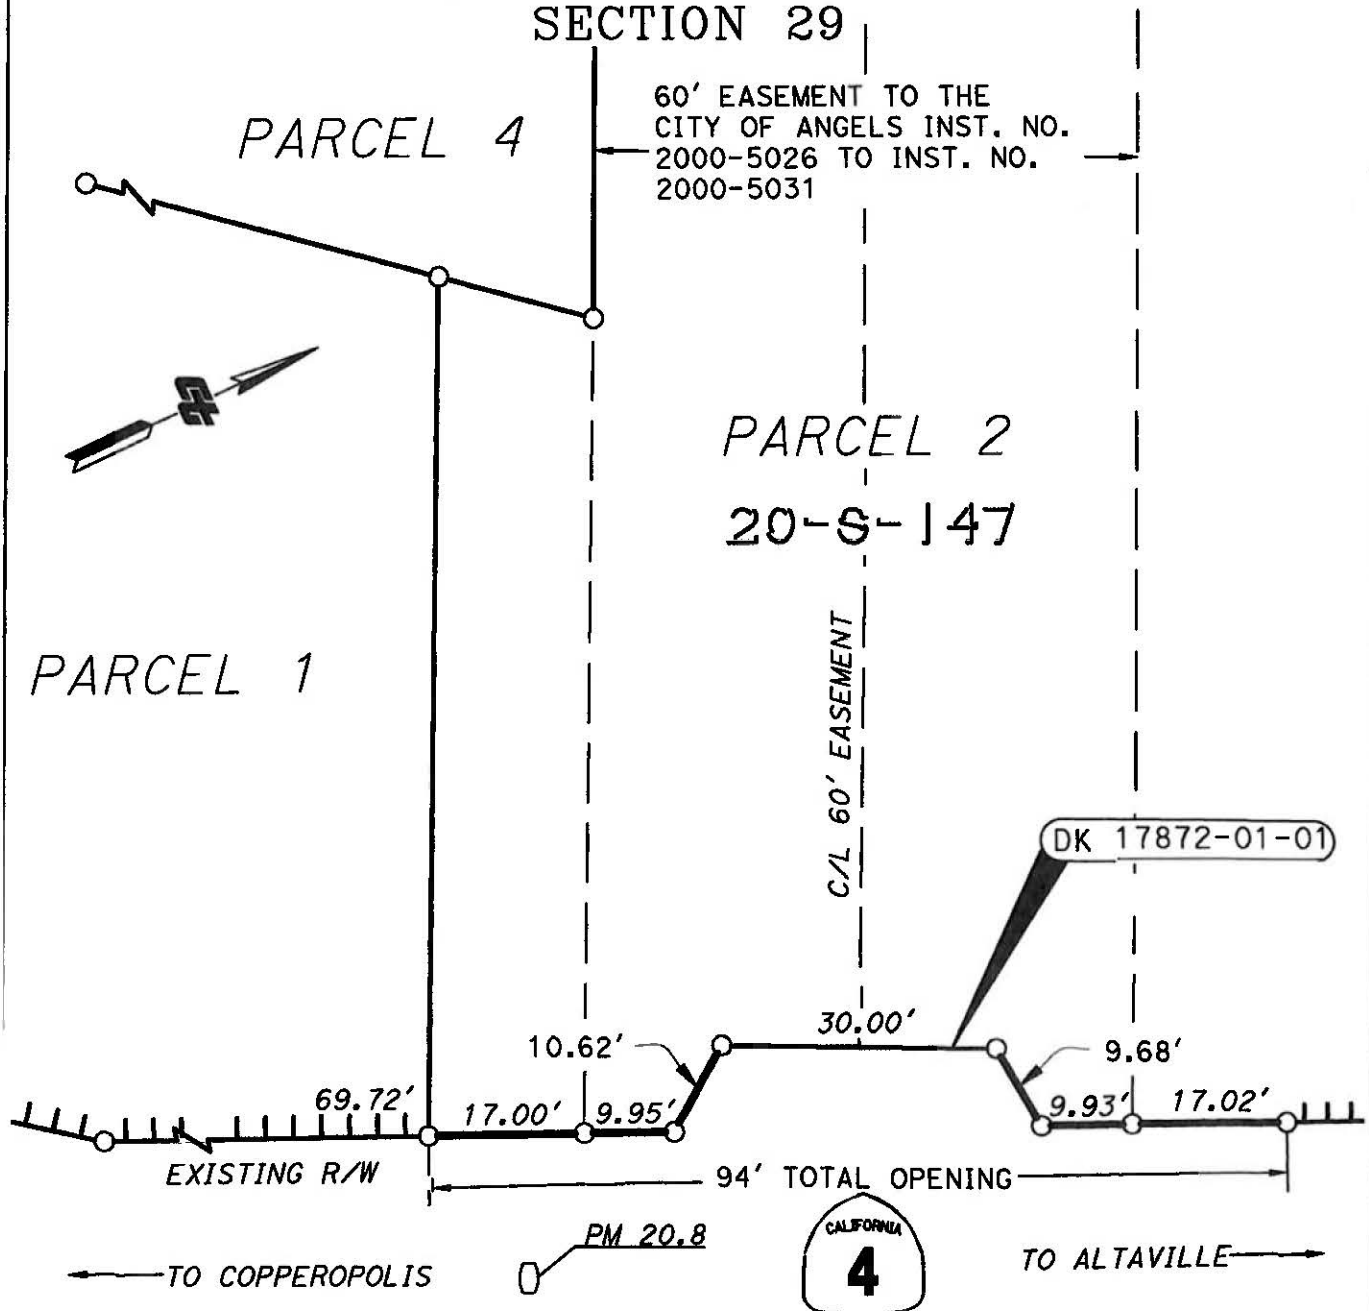 SECTION 29
60' EASEMENT TO THE
CITY OF ANGELS INST. NO.
2000-5026 TO INST. NO.
2000-5031
PARCEL 4
PARCEL 2
20-S-147
PARCEL 1
C/L 60' EASEMENT
DK 17872-01-01
30.00'
10.62'
9.68'
69.72'
17.00'
9.95'
9.93'
17.02'
EXISTING R/W
94' TOTAL OPENING
CALIFORNIA
4
PM 20.8
TO COPPEROPOLIS
TO ALTAVILLE